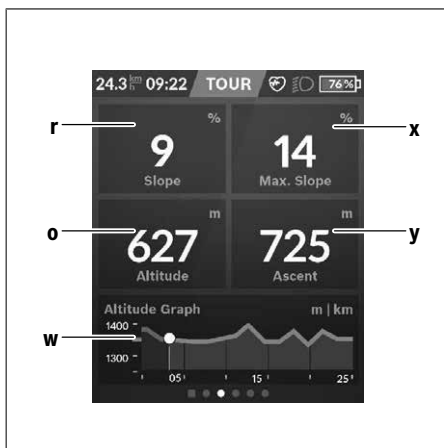 24.3 km/h 09:22 TOUR 76%
r % % x
9 14
Slope Max. Slope
o m m y
627 725
Altitude Ascent
Altitude Graph m | km
w 1400
1300
05 15 25